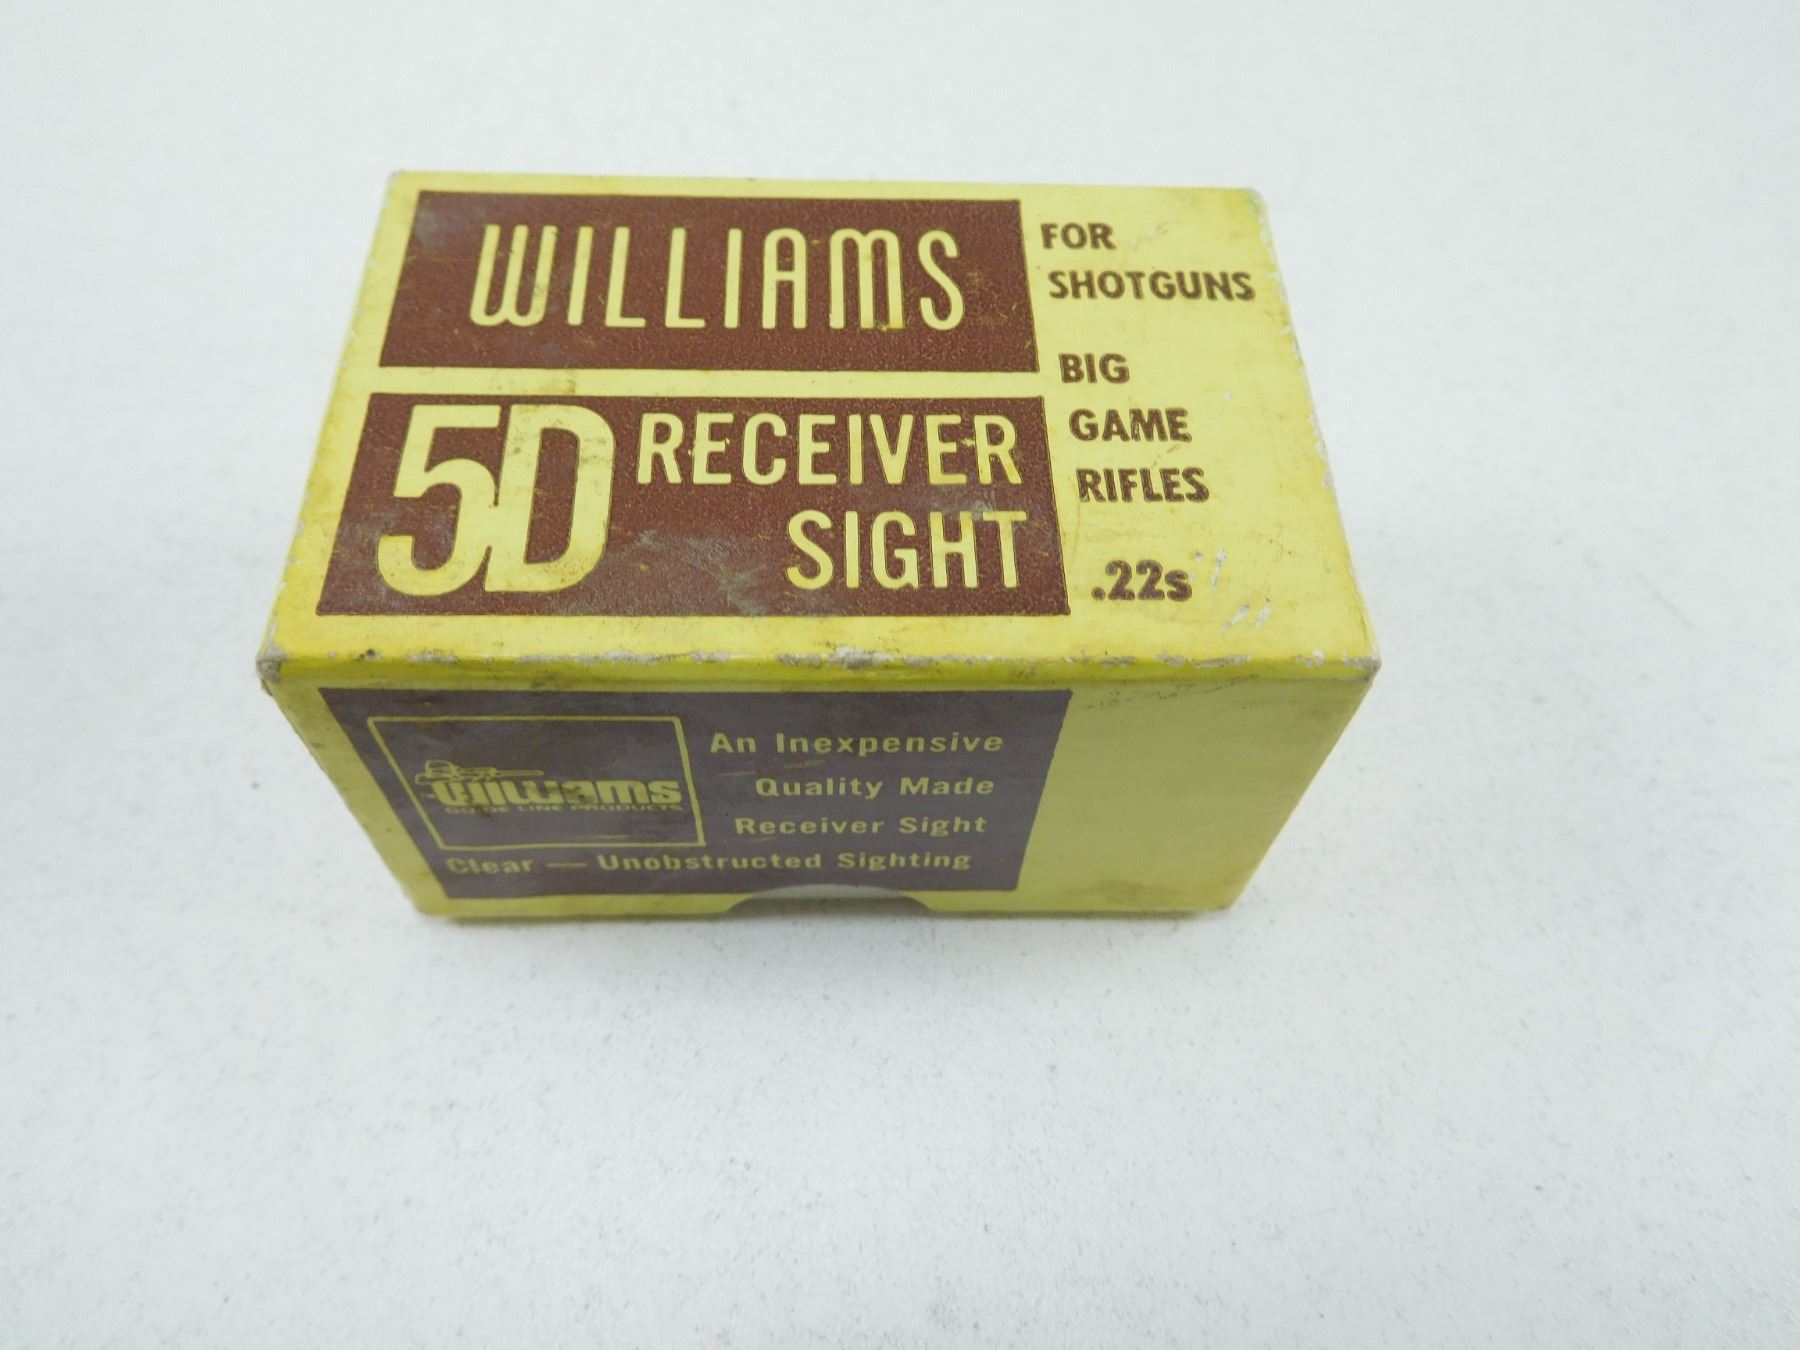 WILLIAMS
5D RECEIVER
SIGHT
FOR
SHOTGUNS
BIG
GAME
RIFLES
.22s
Williams
GUIDE LINE PRODUCTS
An Inexpensive
Quality Made
Receiver Sight
Clear — Unobstructed Sighting